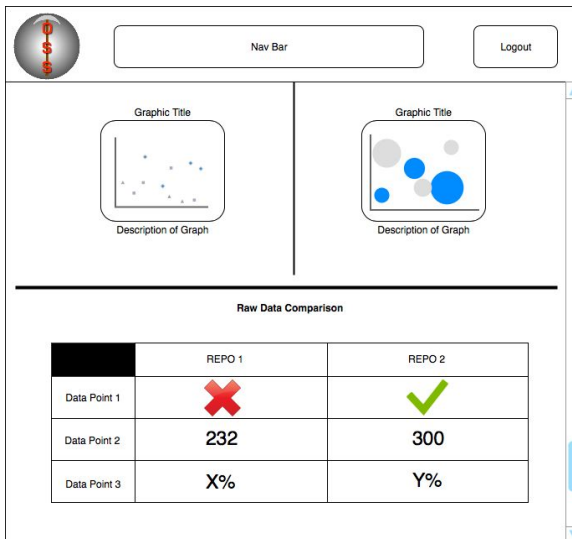 OSS
Nav Bar
Logout
Graphic Title
Graphic Title
Description of Graph
Description of Graph
Raw Data Comparison
REPO 1 REPO 2
Data Point 1
Data Point 2 232 300
Data Point 3 X% Y%